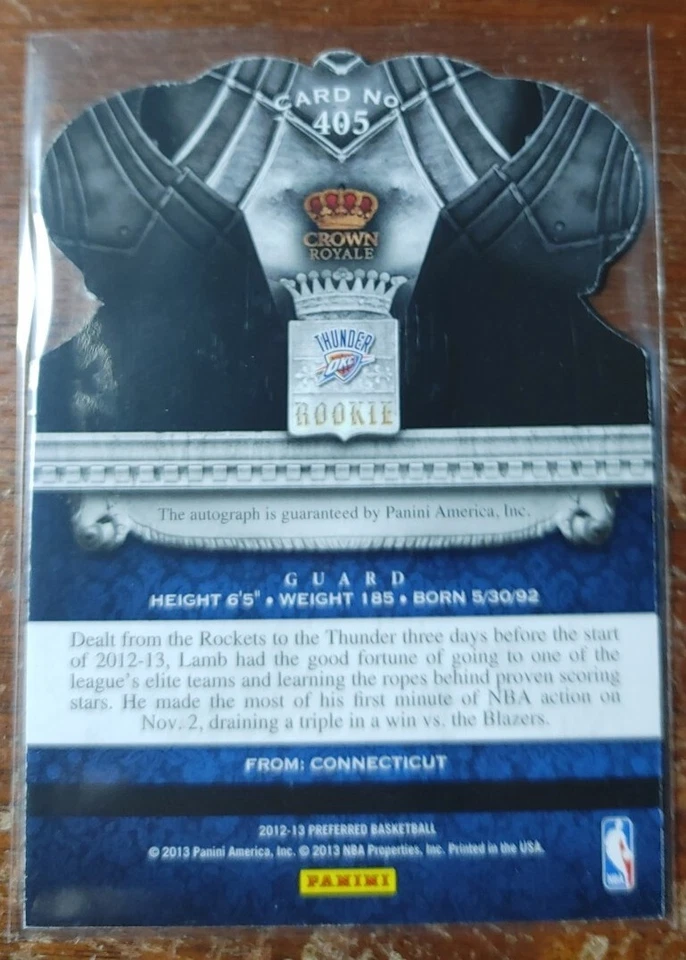 CARD No.
405
CROWN
ROYALE
THUNDER
OKC
ROOKIE
The autograph is guaranteed by Panini America, Inc.
GUARD
HEIGHT 6'5" • WEIGHT 185 • BORN 5/30/92
Dealt from the Rockets to the Thunder three days before the start
of 2012-13, Lamb had the good fortune of going to one of the
league's elite teams and learning the ropes behind proven scoring
stars. He made the most of his first minute of NBA action on
Nov. 2, draining a triple in a win vs. the Blazers.
FROM: CONNECTICUT
2012-13 PREFERRED BASKETBALL
© 2013 Panini America, Inc. © 2013 NBA Properties, Inc. Printed in the USA.
PANINI
NBA